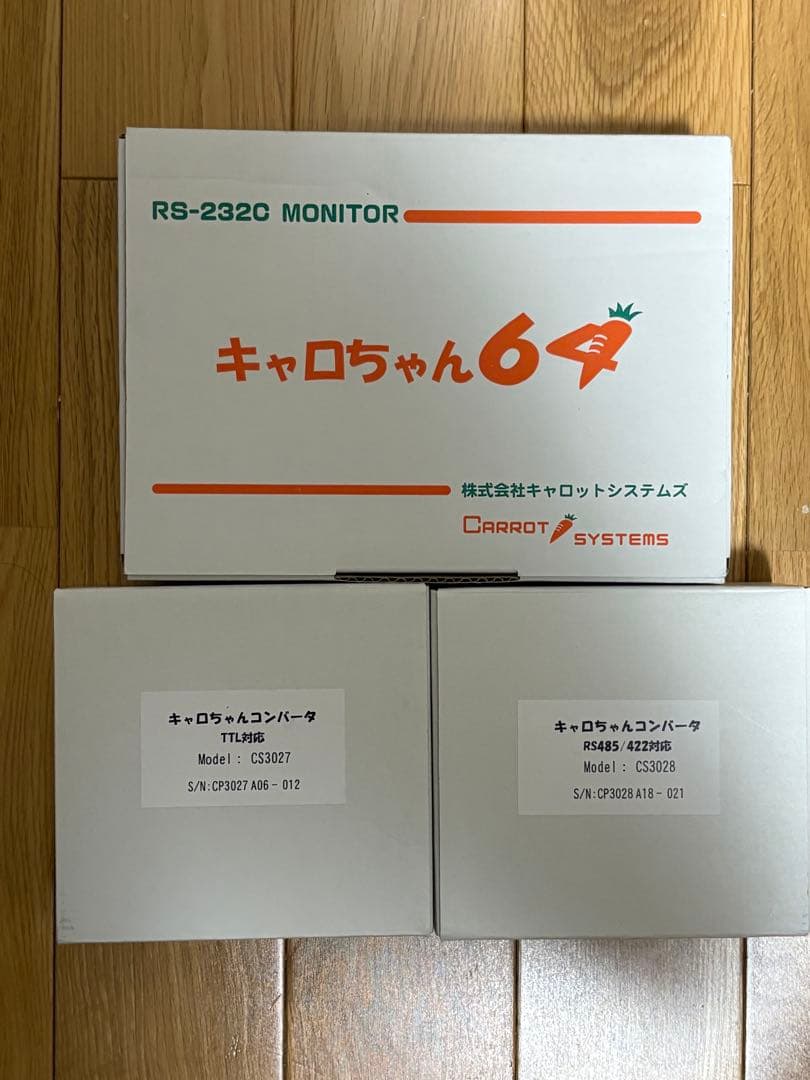 RS-232C MONITOR
キャロちゃん64
株式会社キャロットシステムズ
CARROT SYSTEMS
キャロちゃんコンバータ
TTL対応
Model : CS3027
S/N:CP3027 A06- 012
キャロちゃんコンバータ
RS485/422対応
Model : CS3028
S/N:CP3028 A18- 021